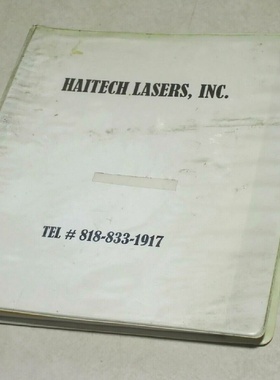 HAITECH LASERS, INC.
TEL # 818-833-1917